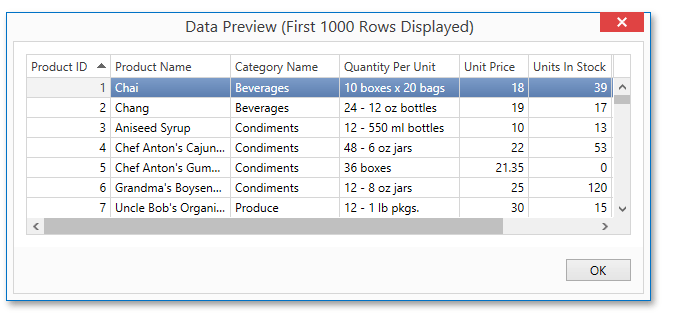 Data Preview (First 1000 Rows Displayed)
Product ID Product Name Category Name Quantity Per Unit Unit Price Units In Stock
1 Chai Beverages 10 boxes x 20 bags 18 39
2 Chang Beverages 24 - 12 oz bottles 19 17
3 Aniseed Syrup Condiments 12 - 550 ml bottles 10 13
4 Chef Anton's Cajun... Condiments 48 - 6 oz jars 22 53
5 Chef Anton's Gum... Condiments 36 boxes 21.35 0
6 Grandma's Boysen... Condiments 12 - 8 oz jars 25 120
7 Uncle Bob's Organi... Produce 12 - 1 lb pkgs. 30 15
OK